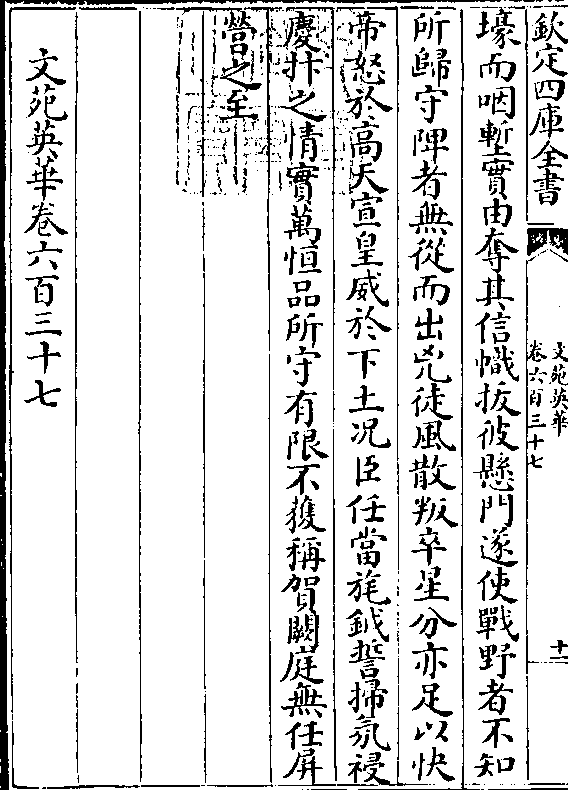 欽定四庫全書
文苑英華
卷六百三十七
十二
壕而咽塹實由奪其信幟拔彼懸門遂使戰野者不知
所歸守陴者無從而出兇徒風散叛卒星分亦足以快
帝怒於高天宣皇威於下土况臣任當旄鉞誓掃氛祲
慶抃之情實萬恒品所守有限不獲稱賀闕庭無任屏
營之至
文苑英華卷六百三十七